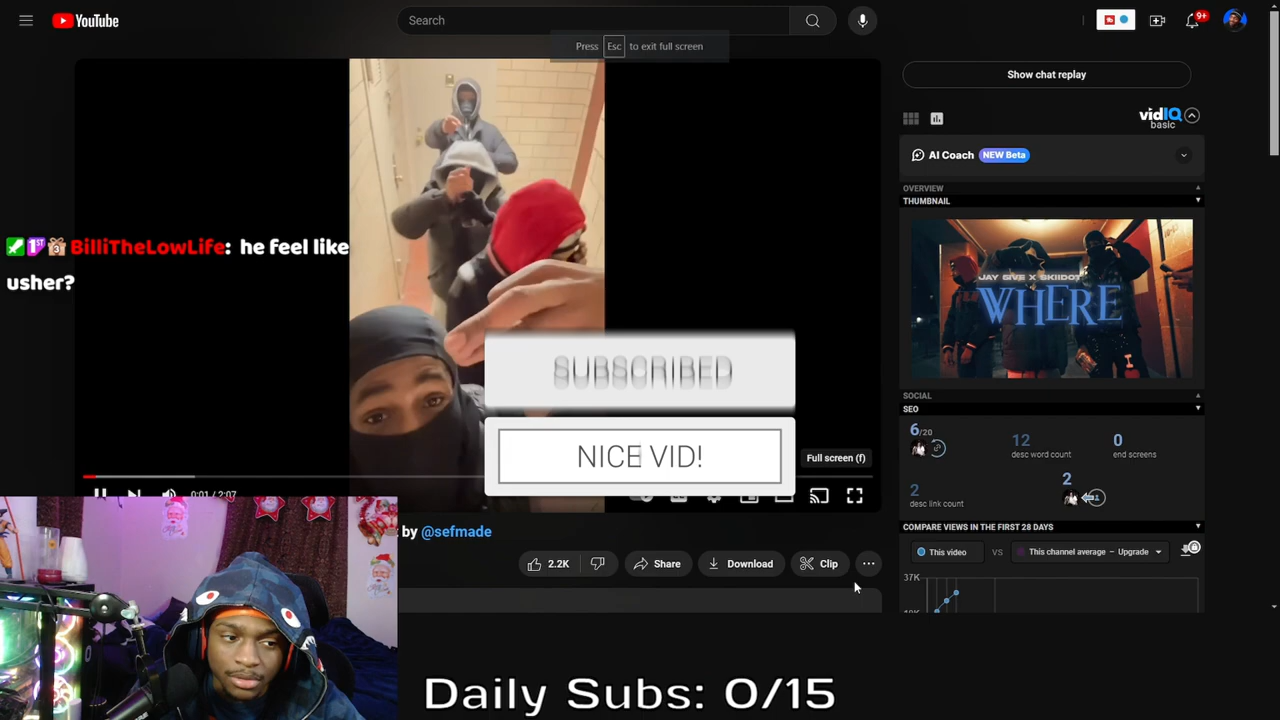 YouTube
Search
9+
Press Esc to exit full screen
Show chat replay
vidIQ
basic
AI Coach NEW Beta
OVERVIEW
THUMBNAIL
JAY 5IVE X SKIIDOT
WHERE
BilliTheLowLife: he feel like
usher?
SUBSCRIBED
NICE VID!
Full screen (f)
0:01 / 2:07
SOCIAL
SEO
6/20
12
desc word count
0
end screens
2
desc link count
2
by @sefmade
2.2K
Share
Download
Clip
COMPARE VIEWS IN THE FIRST 28 DAYS
This video
VS
This channel average – Upgrade
37K
Daily Subs: 0/15